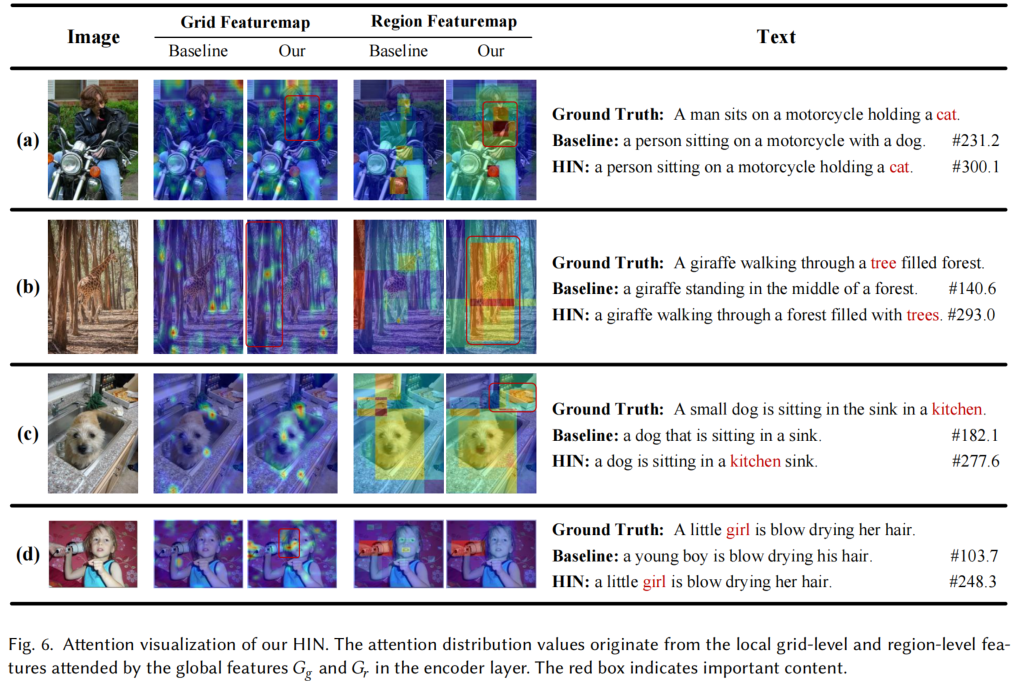 Image
Grid Featuremap
Region Featuremap
Text
Baseline
Our
Baseline
Our
(a)
Ground Truth: A man sits on a motorcycle holding a cat.
Baseline: a person sitting on a motorcycle with a dog. #231.2
HIN: a person sitting on a motorcycle holding a cat. #300.1
(b)
Ground Truth: A giraffe walking through a tree filled forest.
Baseline: a giraffe standing in the middle of a forest. #140.6
HIN: a giraffe walking through a forest filled with trees. #293.0
(c)
Ground Truth: A small dog is sitting in the sink in a kitchen.
Baseline: a dog that is sitting in a sink. #182.1
HIN: a dog is sitting in a kitchen sink. #277.6
(d)
Ground Truth: A little girl is blow drying her hair.
Baseline: a young boy is blow drying his hair. #103.7
HIN: a little girl is blow drying her hair. #248.3
Fig. 6. Attention visualization of our HIN. The attention distribution values originate from the local grid-level and region-level fea-
tures attended by the global features Gg and Gr in the encoder layer. The red box indicates important content.